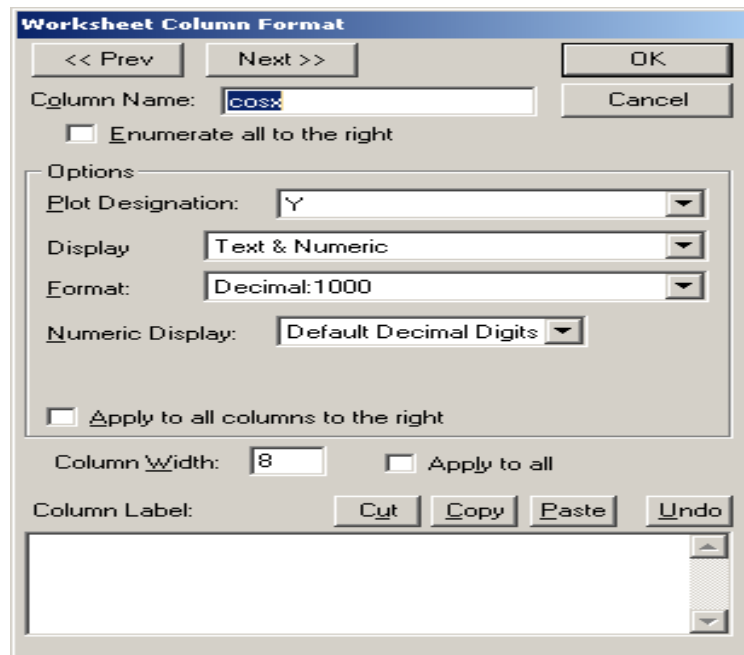 Worksheet Column Format
<< Prev Next >> OK
Column Name: cosx Cancel
Enumerate all to the right
Options
Plot Designation: Y
Display Text & Numeric
Format: Decimal:1000
Numeric Display: Default Decimal Digits
Apply to all columns to the right
Column Width: 8 Apply to all
Column Label: Cut Copy Paste Undo